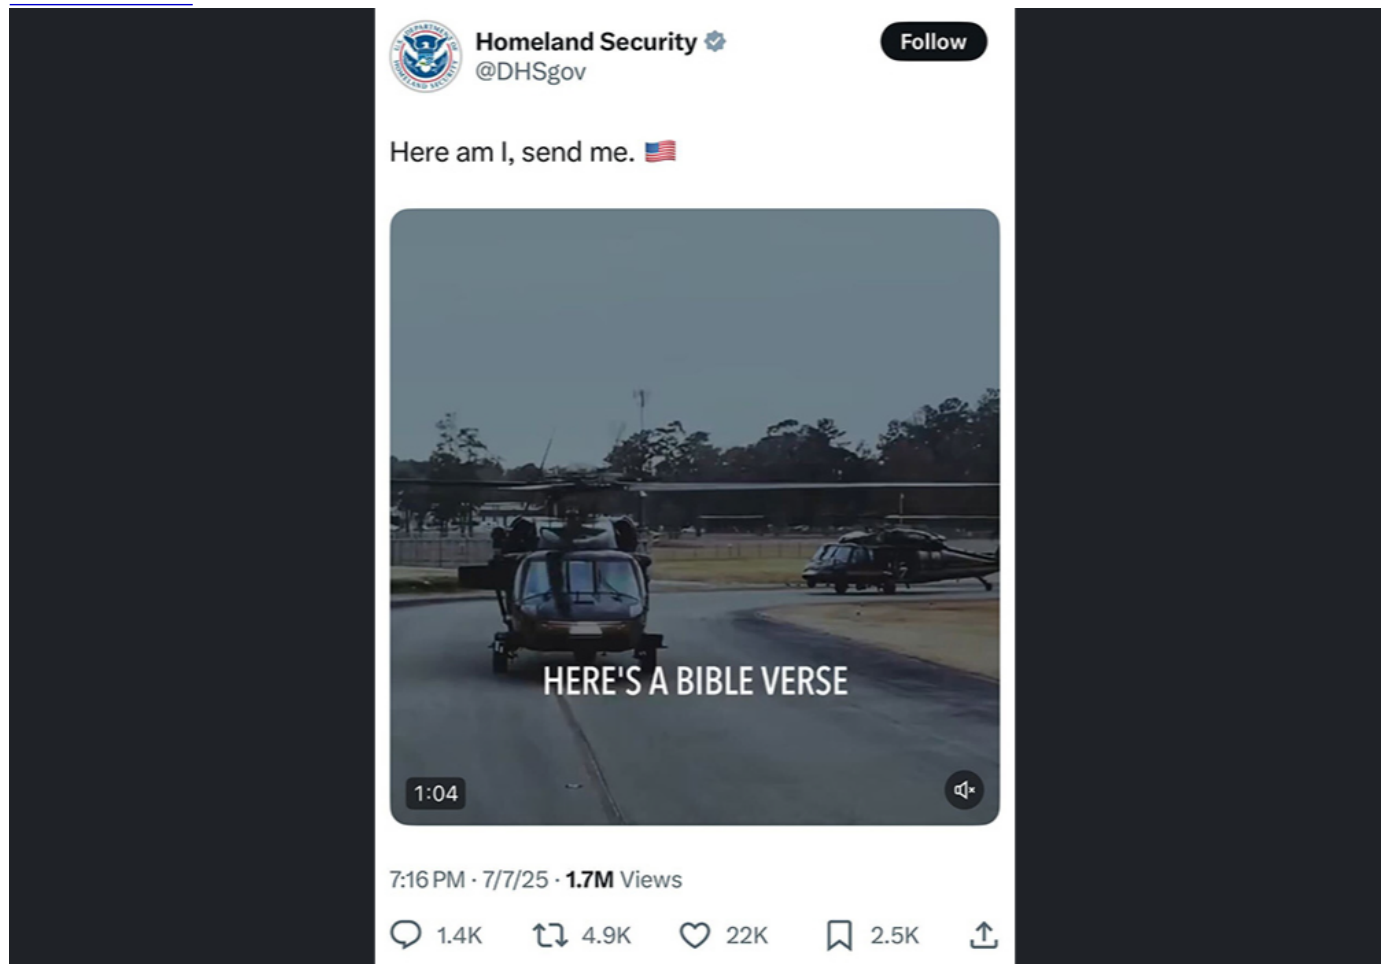 Homeland Security
@DHSgov
Follow
Here am I, send me. 🇺🇸
HERE'S A BIBLE VERSE
1:04
7:16 PM · 7/7/25 · 1.7M Views
1.4K 4.9K 22K 2.5K